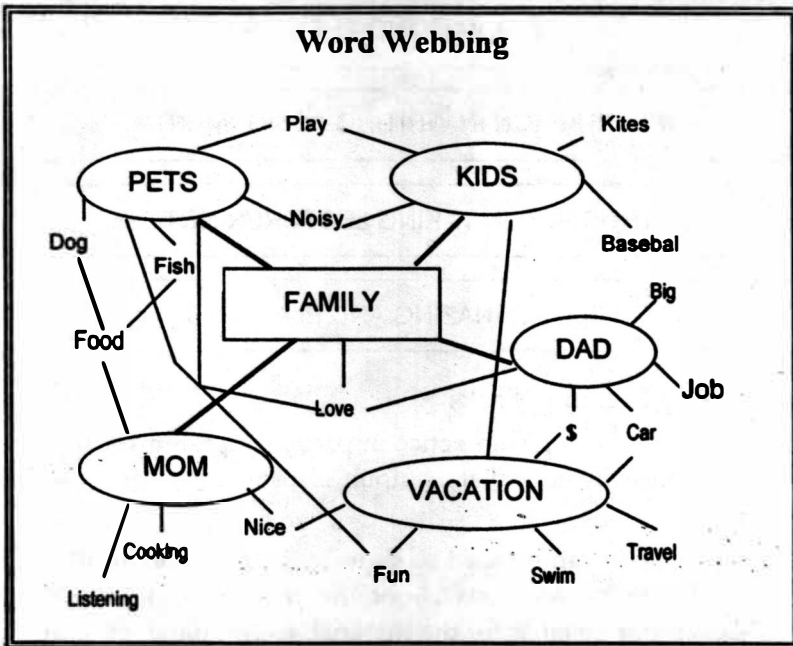 Word Webbing
Play
Kites
PETS
KIDS
Noisy
Dog
Basebal
Fish
Big
FAMILY
Food
DAD
Job
Love
$
Car
MOM
VACATION
Nice
Cooking
Travel
Fun
Swim
Listening